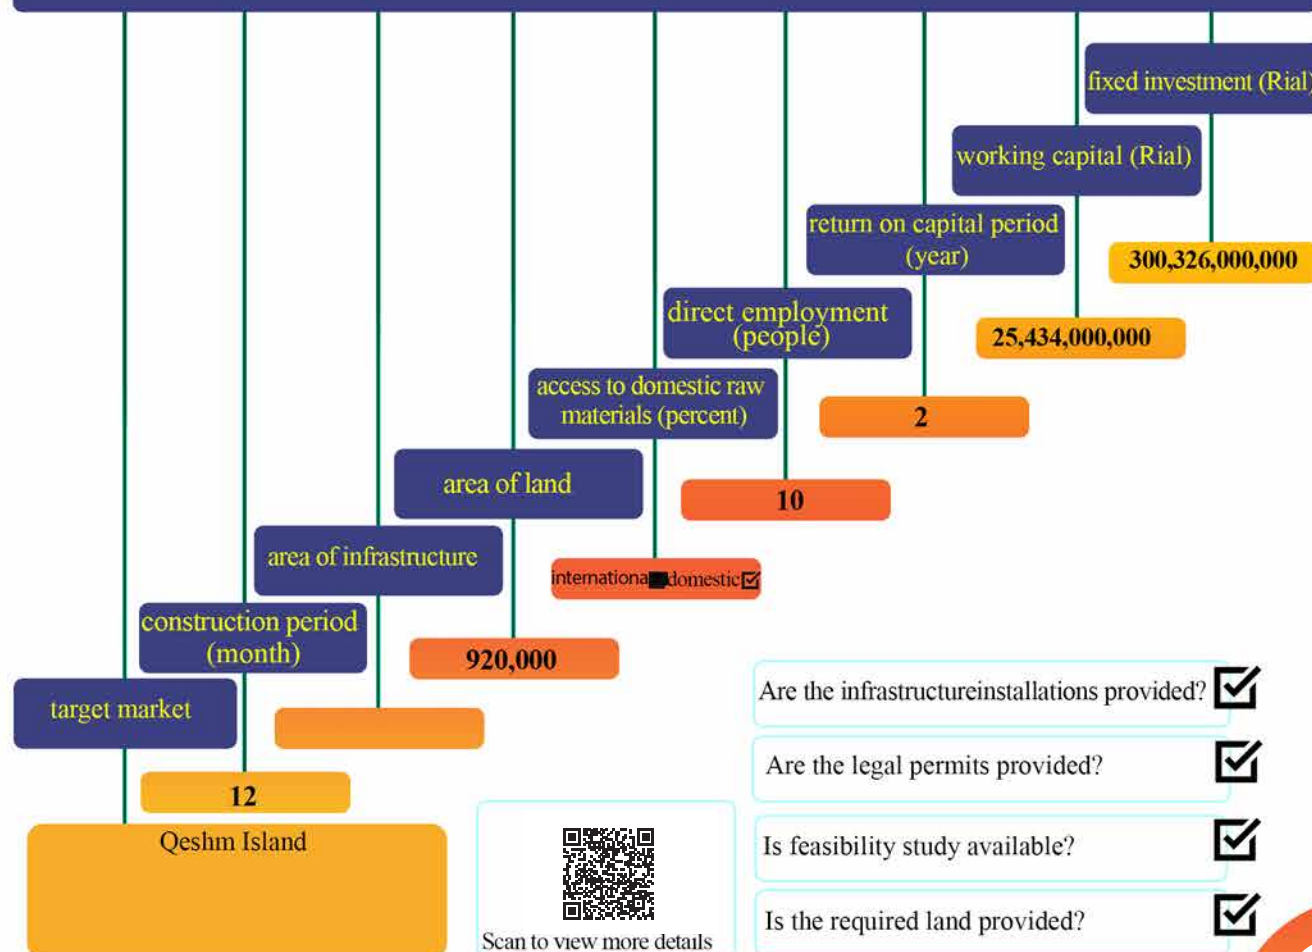 fixed investment (Rial)
working capital (Rial)
return on capital period
(year)
300,326,000,000
direct employment
(people)
25,434,000,000
access to domestic raw
materials (percent)
2
area of land
10
area of infrastructure
internationa domestic
construction period
(month)
920,000
target market
12
Qeshm Island
Are the infrastructureinstallations provided?
Are the legal permits provided?
Is feasibility study available?
Is the required land provided?
Scan to view more details